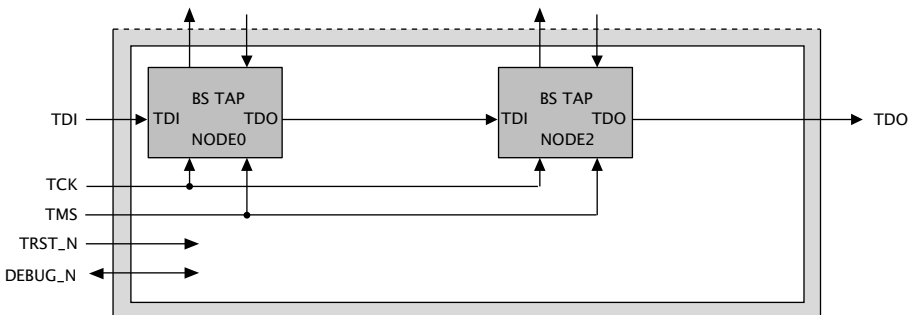 BS TAP
BS TAP
TDI
TDI
TDO
TDI
TDO
TDO
NODE0
NODE2
TCK
TMS
TRST_N
DEBUG_N